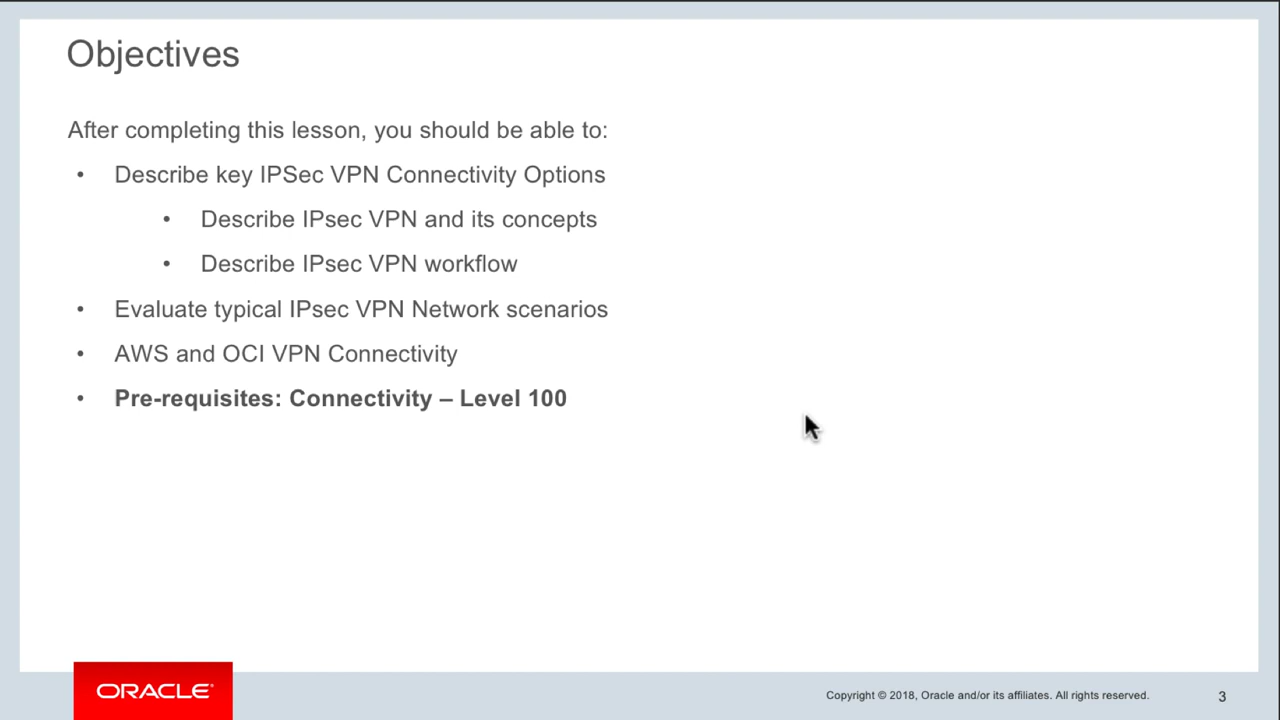 Objectives
After completing this lesson, you should be able to:
• Describe key IPSec VPN Connectivity Options
• Describe IPsec VPN and its concepts
• Describe IPsec VPN workflow
• Evaluate typical IPsec VPN Network scenarios
• AWS and OCI VPN Connectivity
• Pre-requisites: Connectivity – Level 100
ORACLE®
Copyright © 2018, Oracle and/or its affiliates. All rights reserved.
3